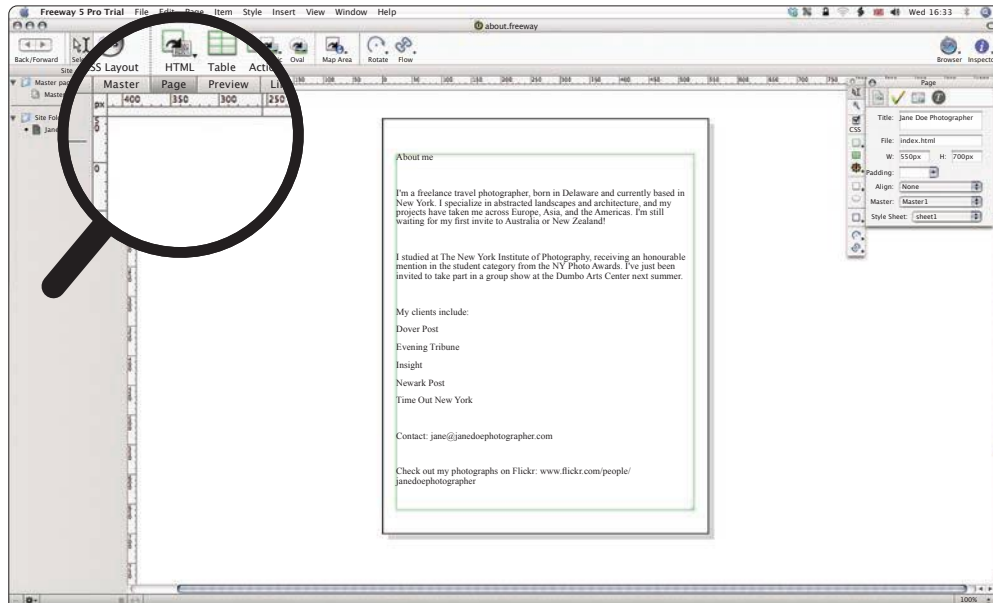 Freeway 5 Pro Trial File Edit Page Item Style Insert View Window Help
Wed 16:33
about.freeway
Back/Forward
HTML
Table
Oval
Map Area
Rotate
Flow
Browser
SS Layout
Site
Master
Page
Preview
px 400 350 300 250
Master
Site Fol
Jane
CSS
Page
Title: Jane Doe Photographer
File: index.html
W: 550px H: 700px
Padding:
Align: None
Master: Master1
Style Sheet: sheet1
About me
I'm a freelance travel photographer, born in Delaware and currently based in
New York. I specialize in abstracted landscapes and architecture, and my
projects have taken me across Europe, Asia, and the Americas. I'm still
waiting for my first invite to Australia or New Zealand!
I studied at The New York Institute of Photography, receiving an honourable
mention in the student category from the NY Photo Awards. I've just been
invited to take part in a group show at the Dumbo Arts Center next summer.
My clients include:
Dover Post
Evening Tribune
Insight
Newark Post
Time Out New York
Contact: jane@janedoephotographer.com
Check out my photographs on Flickr: www.flickr.com/people/
janedoephotographer
100%